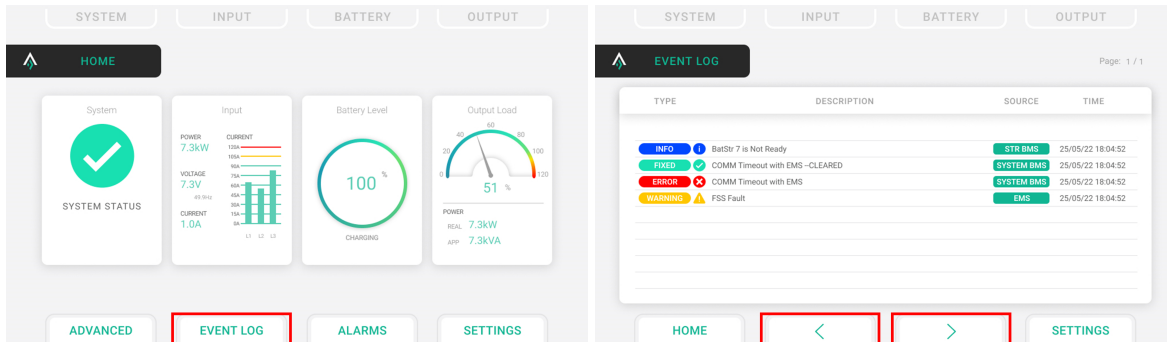 SYSTEM INPUT BATTERY OUTPUT
HOME
System
SYSTEM STATUS
Input
POWER
7.3kW
VOLTAGE
7.3V
49.9Hz
CURRENT
1.0A
CURRENT
120A
105A
90A
75A
60A
45A
30A
15A
0A
L1 L2 L3
Battery Level
100 %
CHARGING
Output Load
0 20 40 60 80 100 120
51 %
POWER
REAL 7.3kW
APP 7.3kVA
ADVANCED EVENT LOG ALARMS SETTINGS
SYSTEM INPUT BATTERY OUTPUT
EVENT LOG
Page: 1 / 1
TYPE DESCRIPTION SOURCE TIME
INFO BatStr 7 is Not Ready STR BMS 25/05/22 18:04:52
FIXED COMM Timeout with EMS –CLEARED SYSTEM BMS 25/05/22 18:04:52
ERROR COMM Timeout with EMS SYSTEM BMS 25/05/22 18:04:52
WARNING FSS Fault EMS 25/05/22 18:04:52
HOME < > SETTINGS